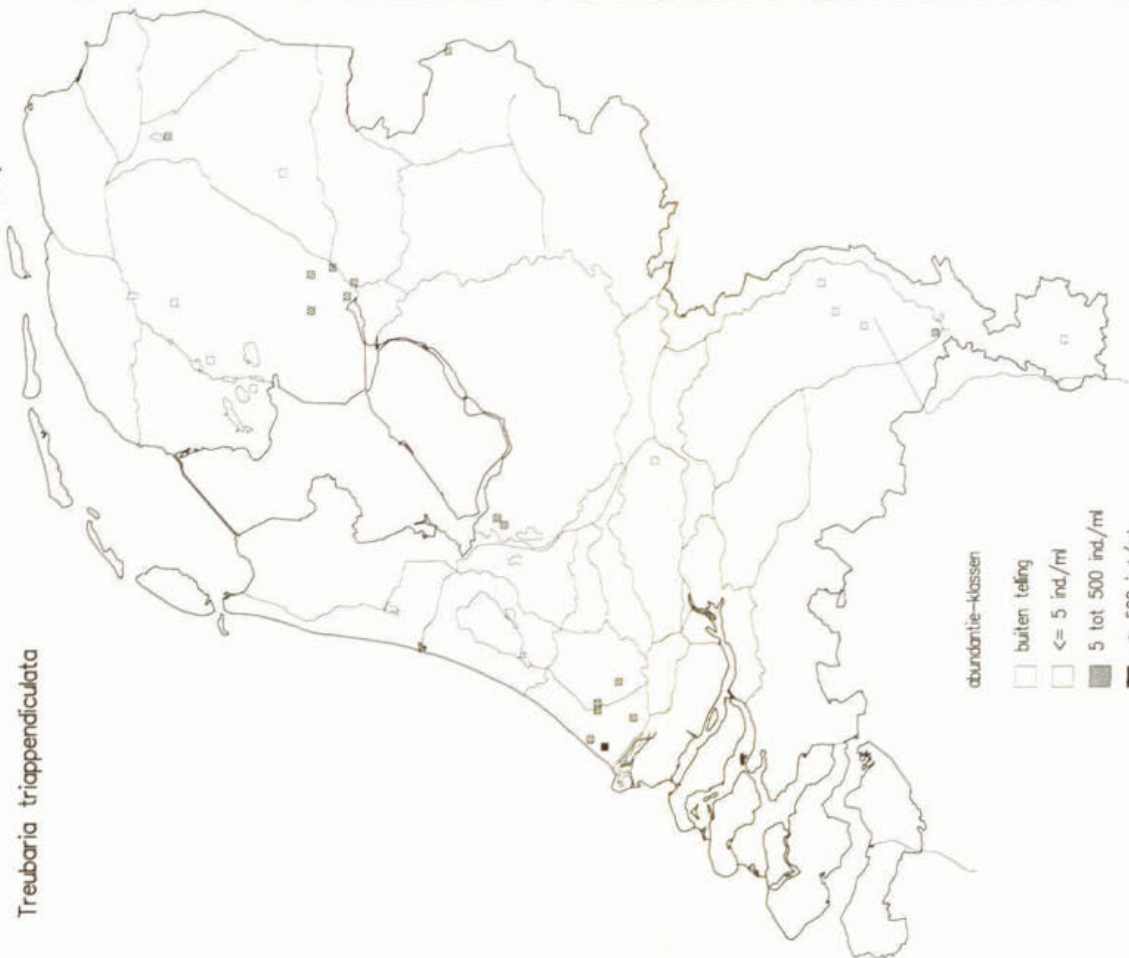 Treubaria triappendiculata
abundantie-klassen
buiten telling
<= 5 ind./ml
5 tot 500 ind./ml